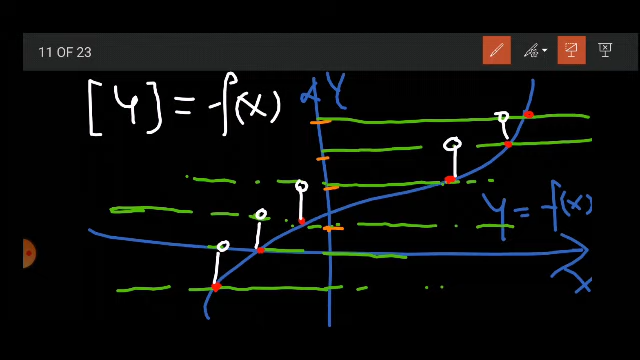 11 OF 23
[Y] = f(x)
Y
y = f(x)
X